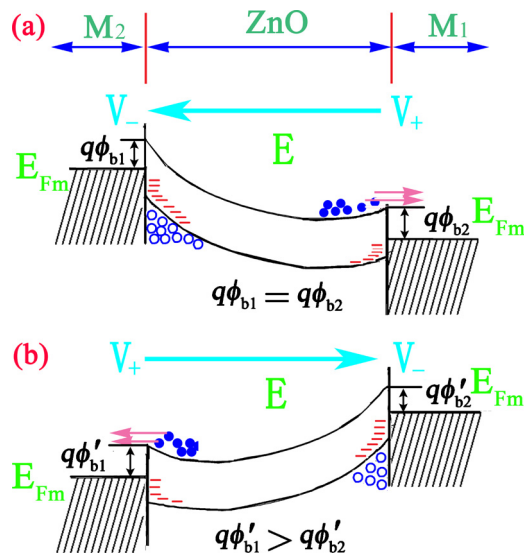 (a)
M₂ ZnO M₁
V₋ V₊
E
qϕb1
EFm
qϕb2
EFm
qϕb1 = qϕb2
(b)
V₊ V₋
E
qϕ′b2
EFm
qϕ′b1
EFm
qϕ′b1 > qϕ′b2